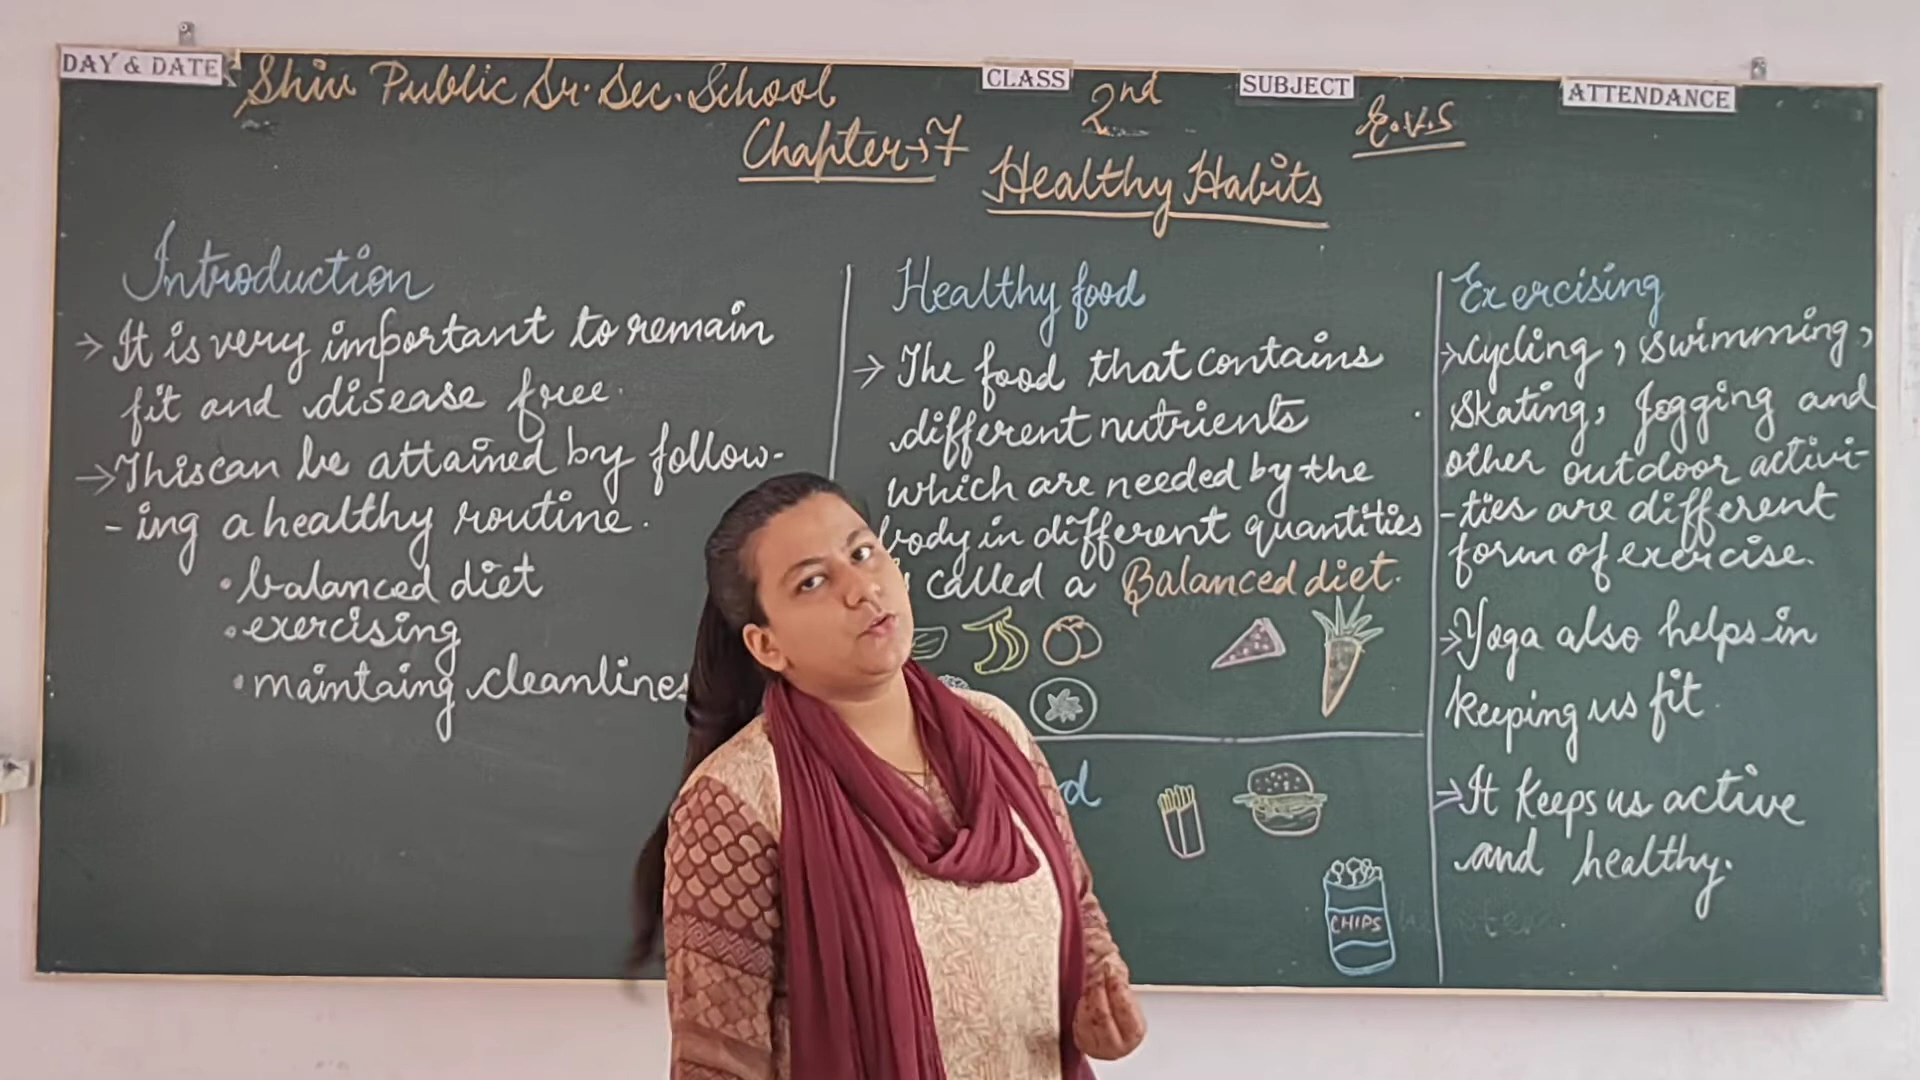 DAY & DATE
Shiv Public Sr. Sec. School
CLASS
2nd
SUBJECT
E.V.S
ATTENDANCE
Chapter→7
Healthy Habits
Introduction
→ It is very important to remain
fit and disease free.
→ This can be attained by follow-
- ing a healthy routine.
• balanced diet
• exercising
• maintaing cleanlines
Healthy food
→ The food that contains
different nutrients
which are needed by the
body in different quantities
called a Balanced diet.
CHIPS
Exercising
→ Cycling, swimming,
Skating, Jogging and
other outdoor activi-
-ties are different
form of exercise.
→ Yoga also helps in
keeping us fit.
→ It keeps us active
and healthy.